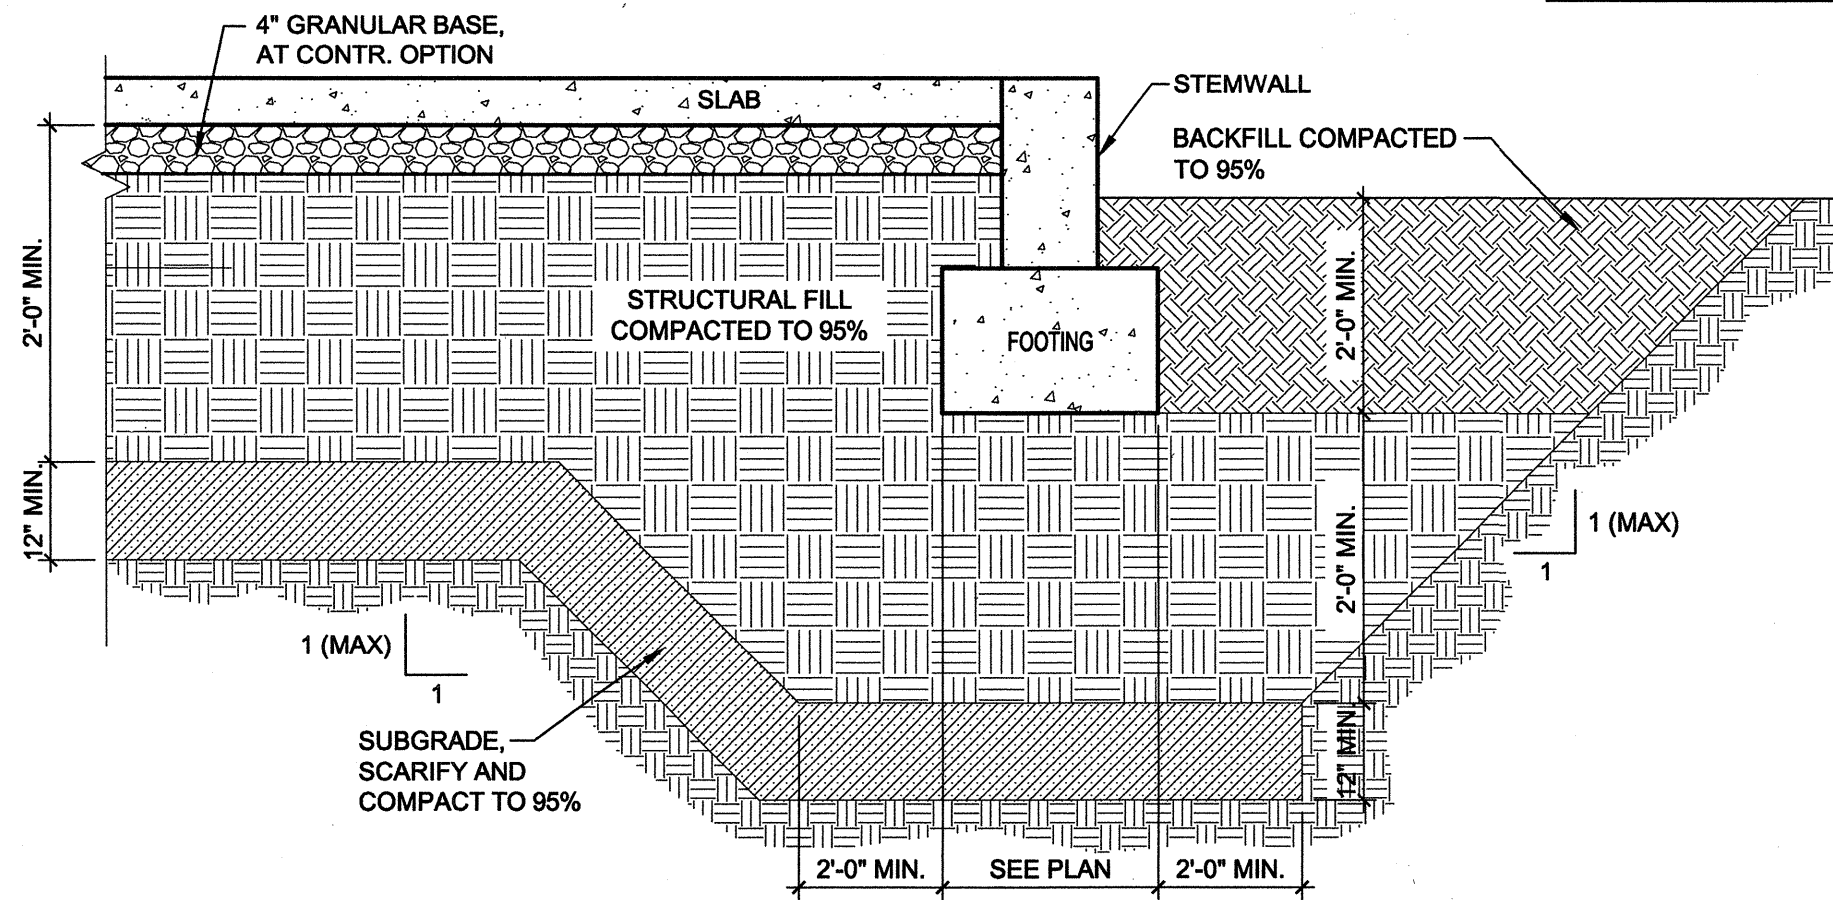 4" GRANULAR BASE,
AT CONTR. OPTION
SLAB
STEMWALL
BACKFILL COMPACTED
TO 95%
2'-0" MIN.
12" MIN.
STRUCTURAL FILL
COMPACTED TO 95%
FOOTING
2'-0" MIN.
2'-0" MIN.
12" MIN.
1 (MAX)
1
1 (MAX)
1
SUBGRADE,
SCARIFY AND
COMPACT TO 95%
2'-0" MIN.
SEE PLAN
2'-0" MIN.